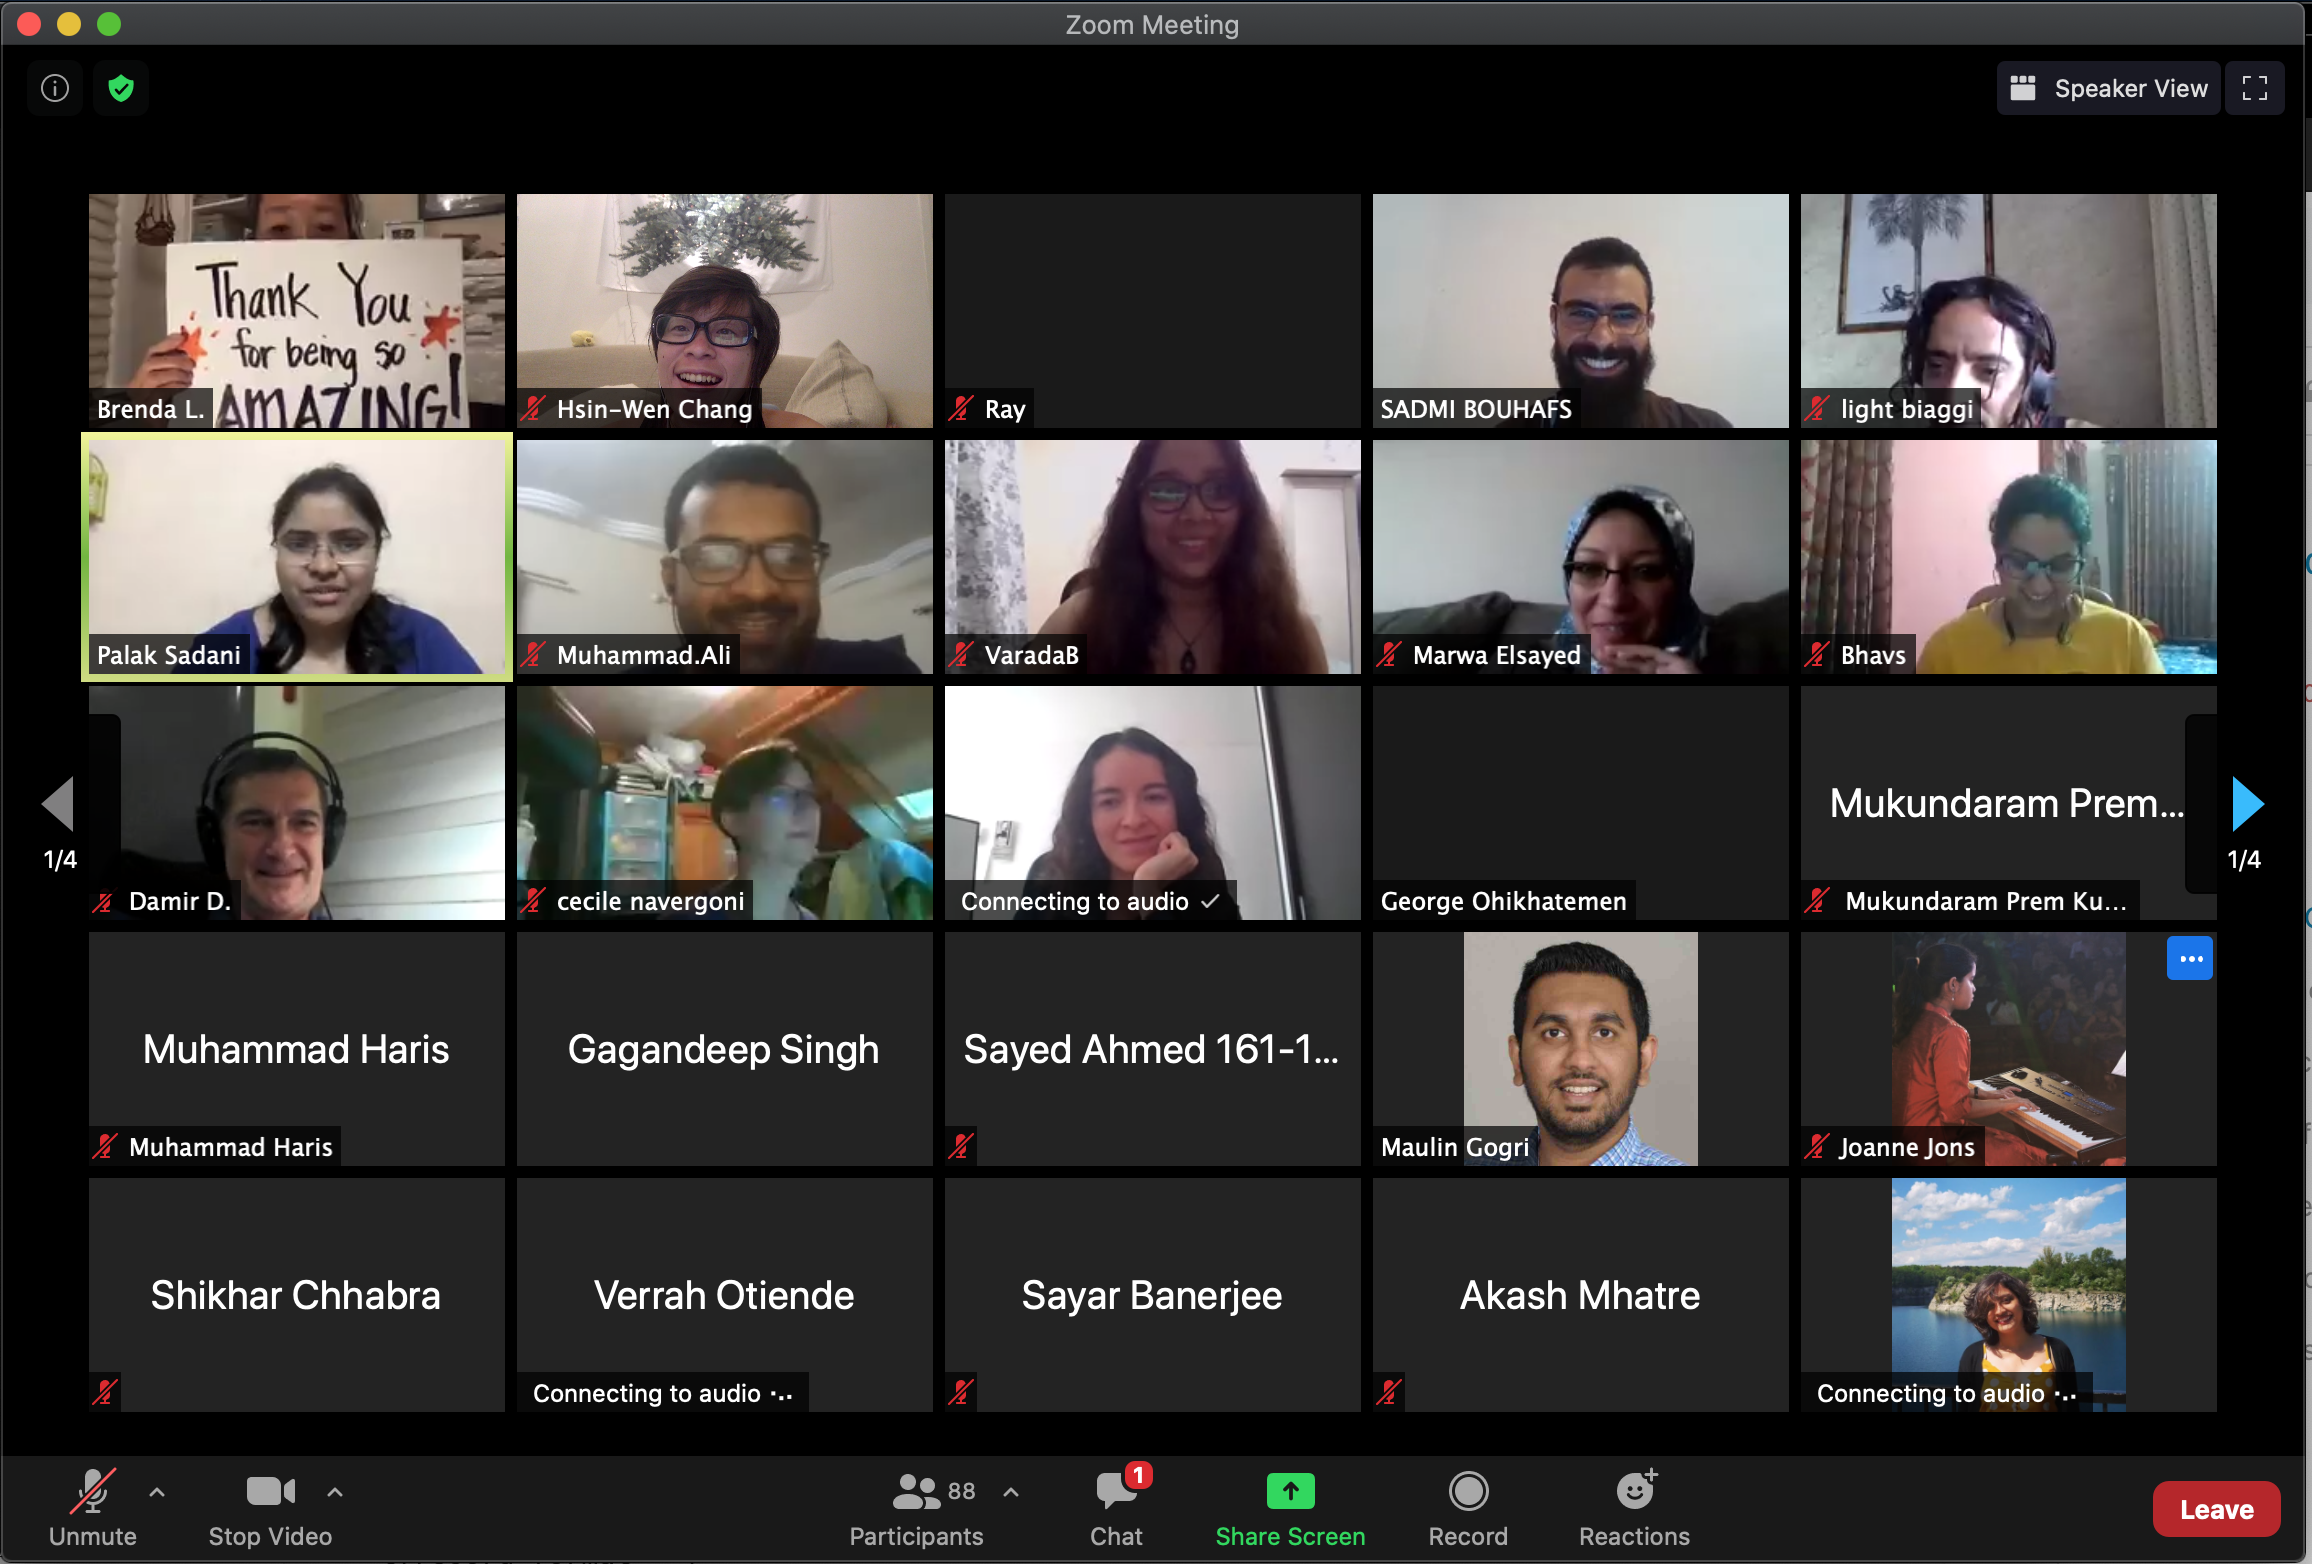 Zoom Meeting
Speaker View
Thank You
for being so
AMAZING!
Brenda L.
Hsin-Wen Chang
Ray
SADMI BOUHAFS
light biaggi
Palak Sadani
Muhammad.Ali
VaradaB
Marwa Elsayed
Bhavs
Mukundaram Prem...
1/4
1/4
Damir D.
cecile navergoni
Connecting to audio
George Ohikhatemen
Mukundaram Prem Ku...
Muhammad Haris
Gagandeep Singh
Sayed Ahmed 161-1...
Muhammad Haris
Maulin Gogri
Joanne Jons
Shikhar Chhabra
Verrah Otiende
Sayar Banerjee
Akash Mhatre
Connecting to audio
Connecting to audio
88
1
Unmute
Stop Video
Participants
Chat
Share Screen
Record
Reactions
Leave